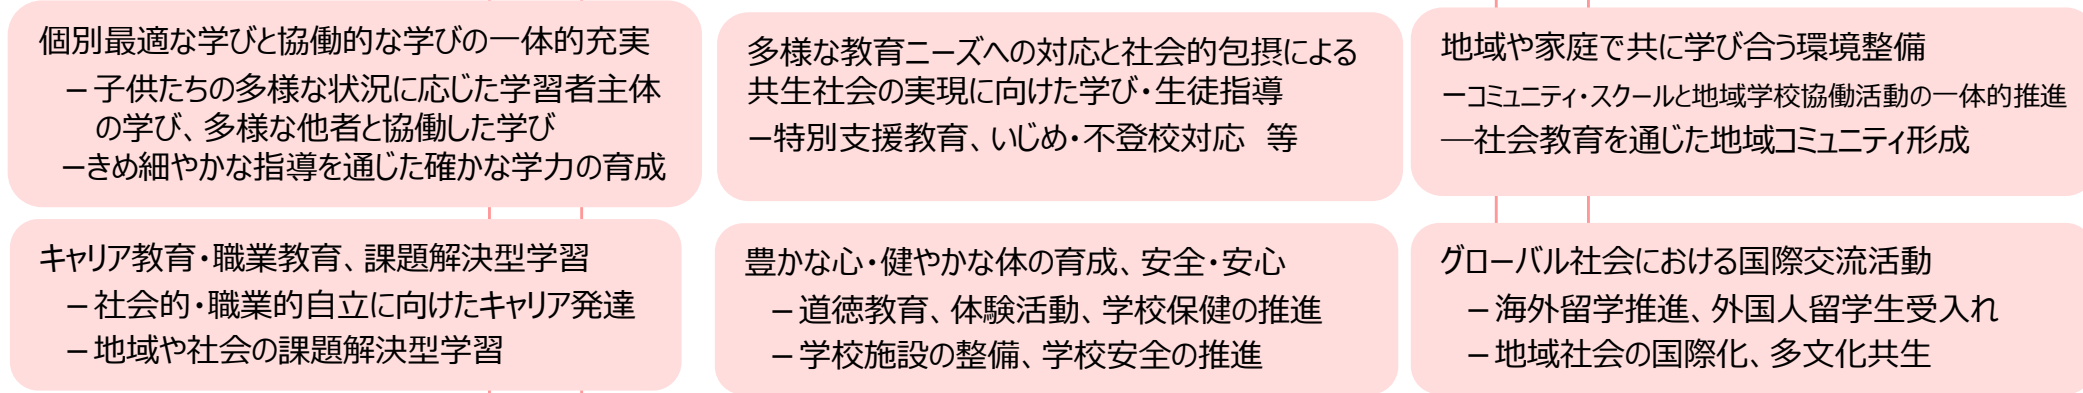 個別最適な学びと協働的な学びの一体的充実
－子供たちの多様な状況に応じた学習者主体
の学び、多様な他者と協働した学び
－きめ細やかな指導を通じた確かな学力の育成
多様な教育ニーズへの対応と社会的包摂による
共生社会の実現に向けた学び・生徒指導
－特別支援教育、いじめ・不登校対応　等
地域や家庭で共に学び合う環境整備
－コミュニティ・スクールと地域学校協働活動の一体的推進
―社会教育を通じた地域コミュニティ形成
キャリア教育・職業教育、課題解決型学習
－社会的・職業的自立に向けたキャリア発達
－地域や社会の課題解決型学習
豊かな心・健やかな体の育成、安全・安心
－道徳教育、体験活動、学校保健の推進
－学校施設の整備、学校安全の推進
グローバル社会における国際交流活動
－海外留学推進、外国人留学生受入れ
－地域社会の国際化、多文化共生